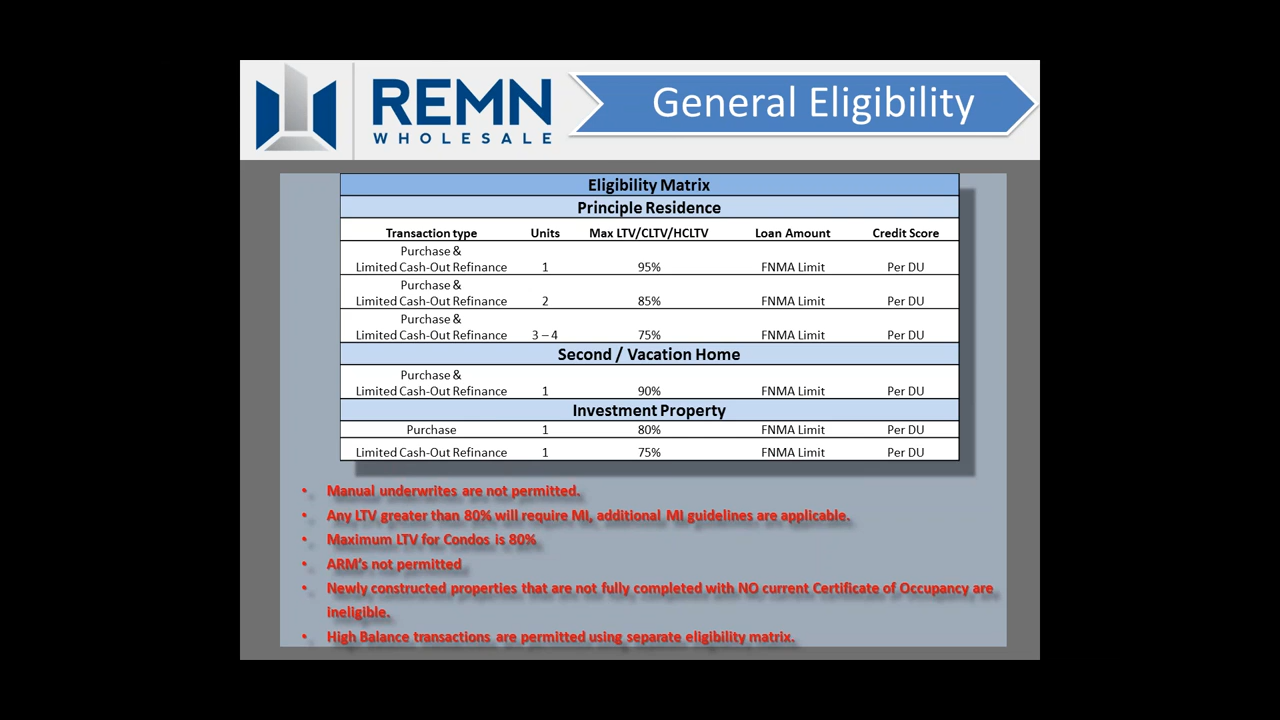 REMN
WHOLESALE
General Eligibility
Eligibility Matrix
Principle Residence
Transaction type Units Max LTV/CLTV/HCLTV Loan Amount Credit Score
Purchase &
Limited Cash-Out Refinance 1 95% FNMA Limit Per DU
Purchase &
Limited Cash-Out Refinance 2 85% FNMA Limit Per DU
Purchase &
Limited Cash-Out Refinance 3 – 4 75% FNMA Limit Per DU
Second / Vacation Home
Purchase &
Limited Cash-Out Refinance 1 90% FNMA Limit Per DU
Investment Property
Purchase 1 80% FNMA Limit Per DU
Limited Cash-Out Refinance 1 75% FNMA Limit Per DU
• Manual underwrites are not permitted.
• Any LTV greater than 80% will require MI, additional MI guidelines are applicable.
• Maximum LTV for Condos is 80%
• ARM's not permitted
• Newly constructed properties that are not fully completed with NO current Certificate of Occupancy are
ineligible.
• High Balance transactions are permitted using separate eligibility matrix.